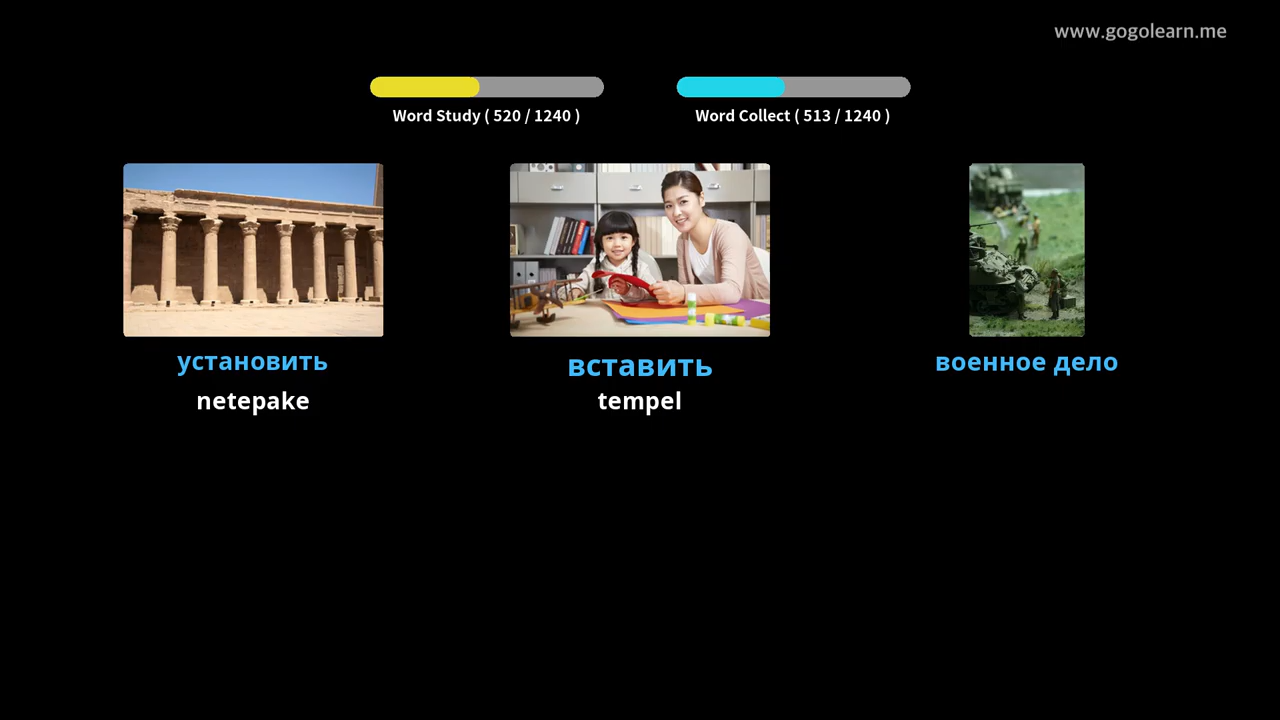 www.gogolearn.me
Word Study ( 520 / 1240 )
Word Collect ( 513 / 1240 )
установить
netepake
вставить
tempel
военное дело